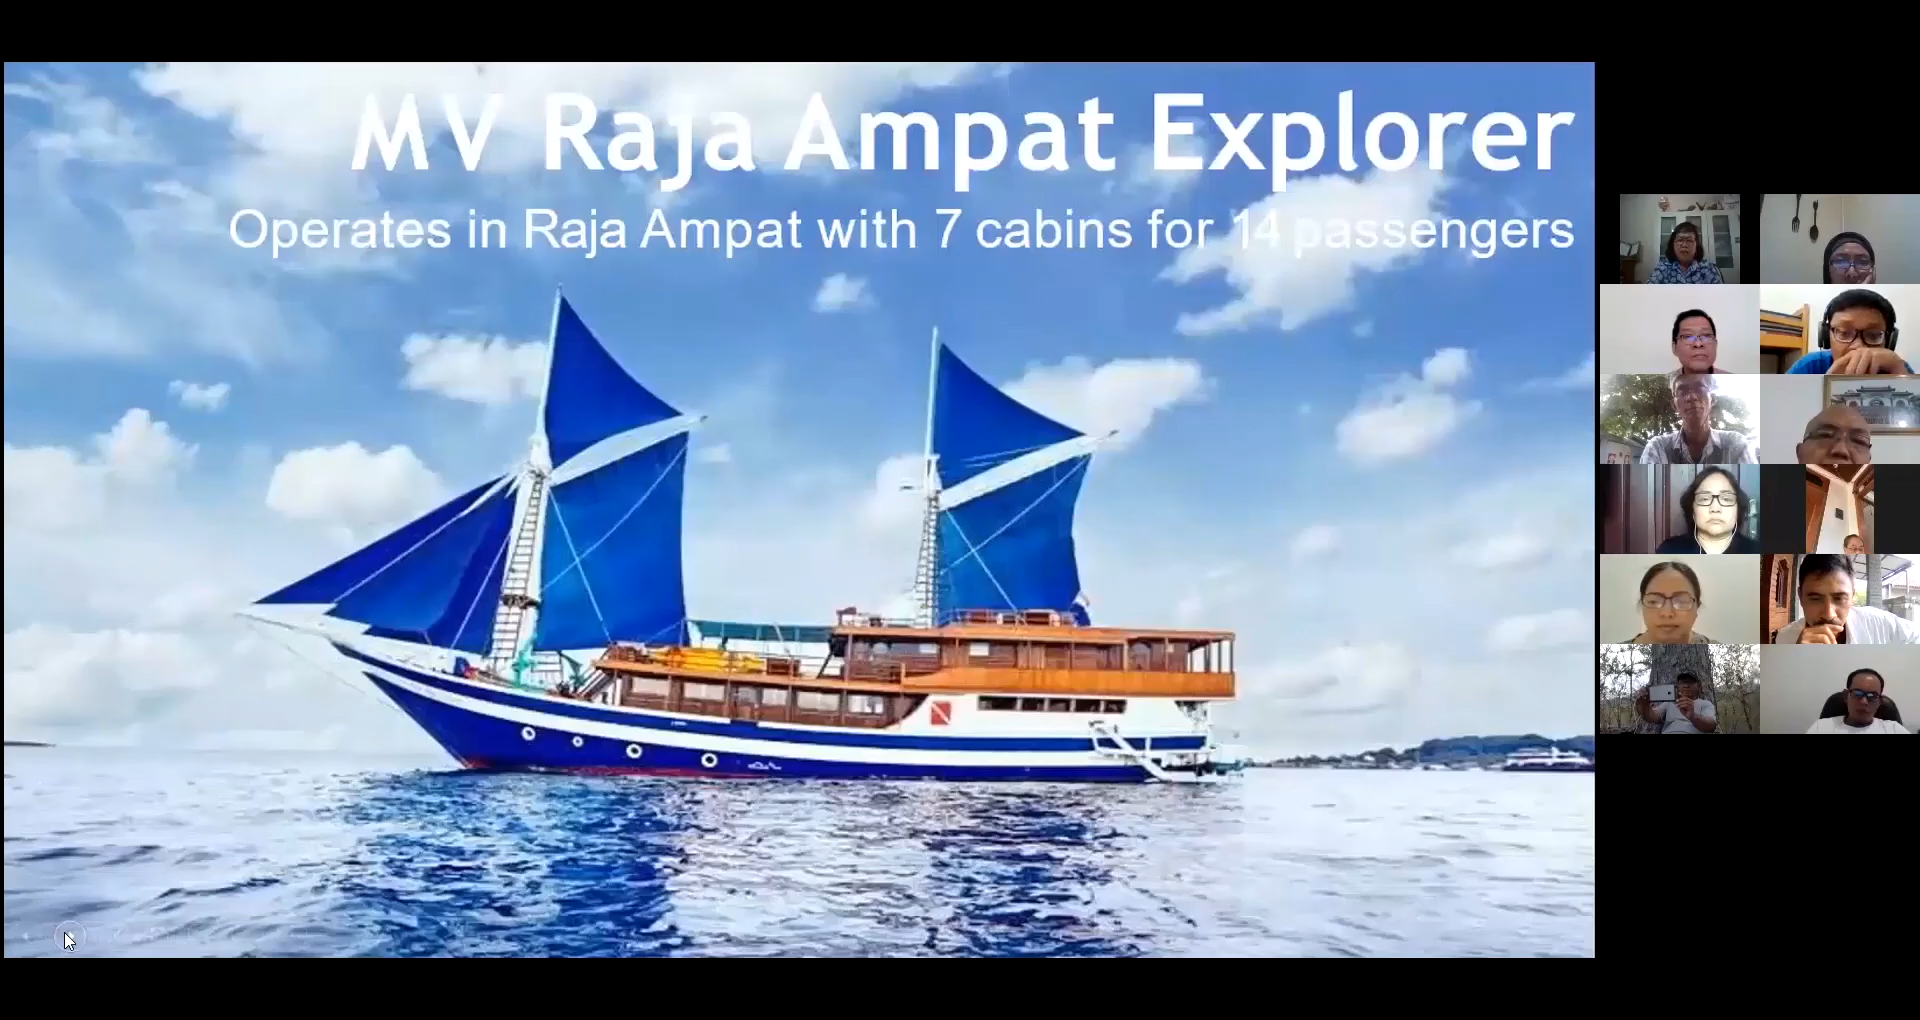 MV Raja Ampat Explorer
Operates in Raja Ampat with 7 cabins for 14 passengers